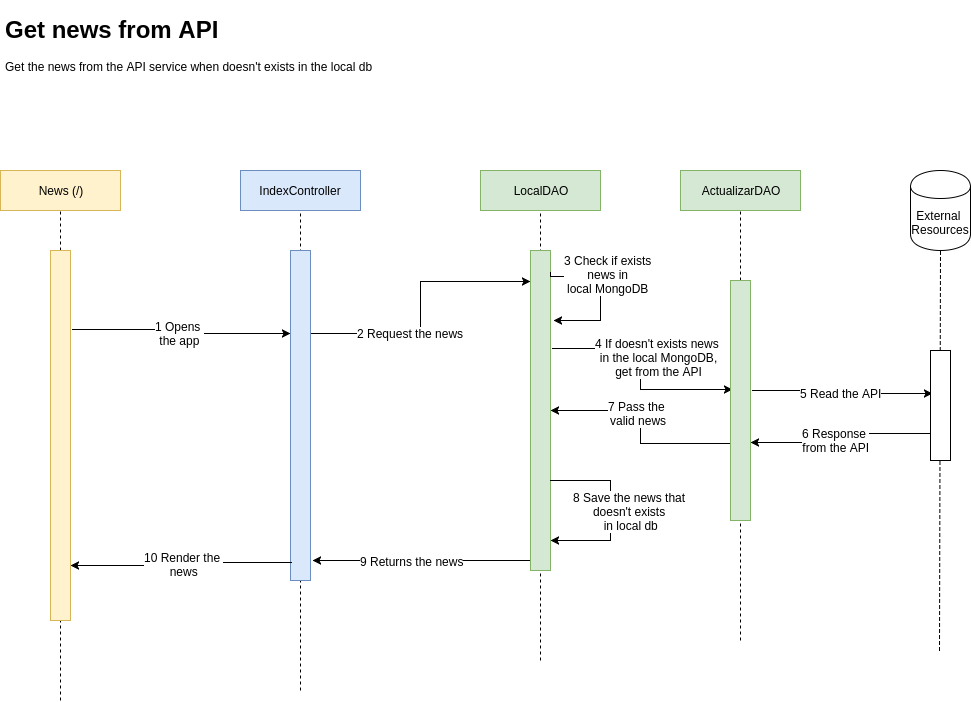 Get news from API
Get the news from the API service when doesn't exists in the local db
News (/)
IndexController
LocalDAO
ActualizarDAO
External
Resources
1 Opens
the app
2 Request the news
3 Check if exists
news in
local MongoDB
4 If doesn't exists news
in the local MongoDB,
get from the API
5 Read the API
6 Response
from the API
7 Pass the
valid news
8 Save the news that
doesn't exists
in local db
9 Returns the news
10 Render the
news